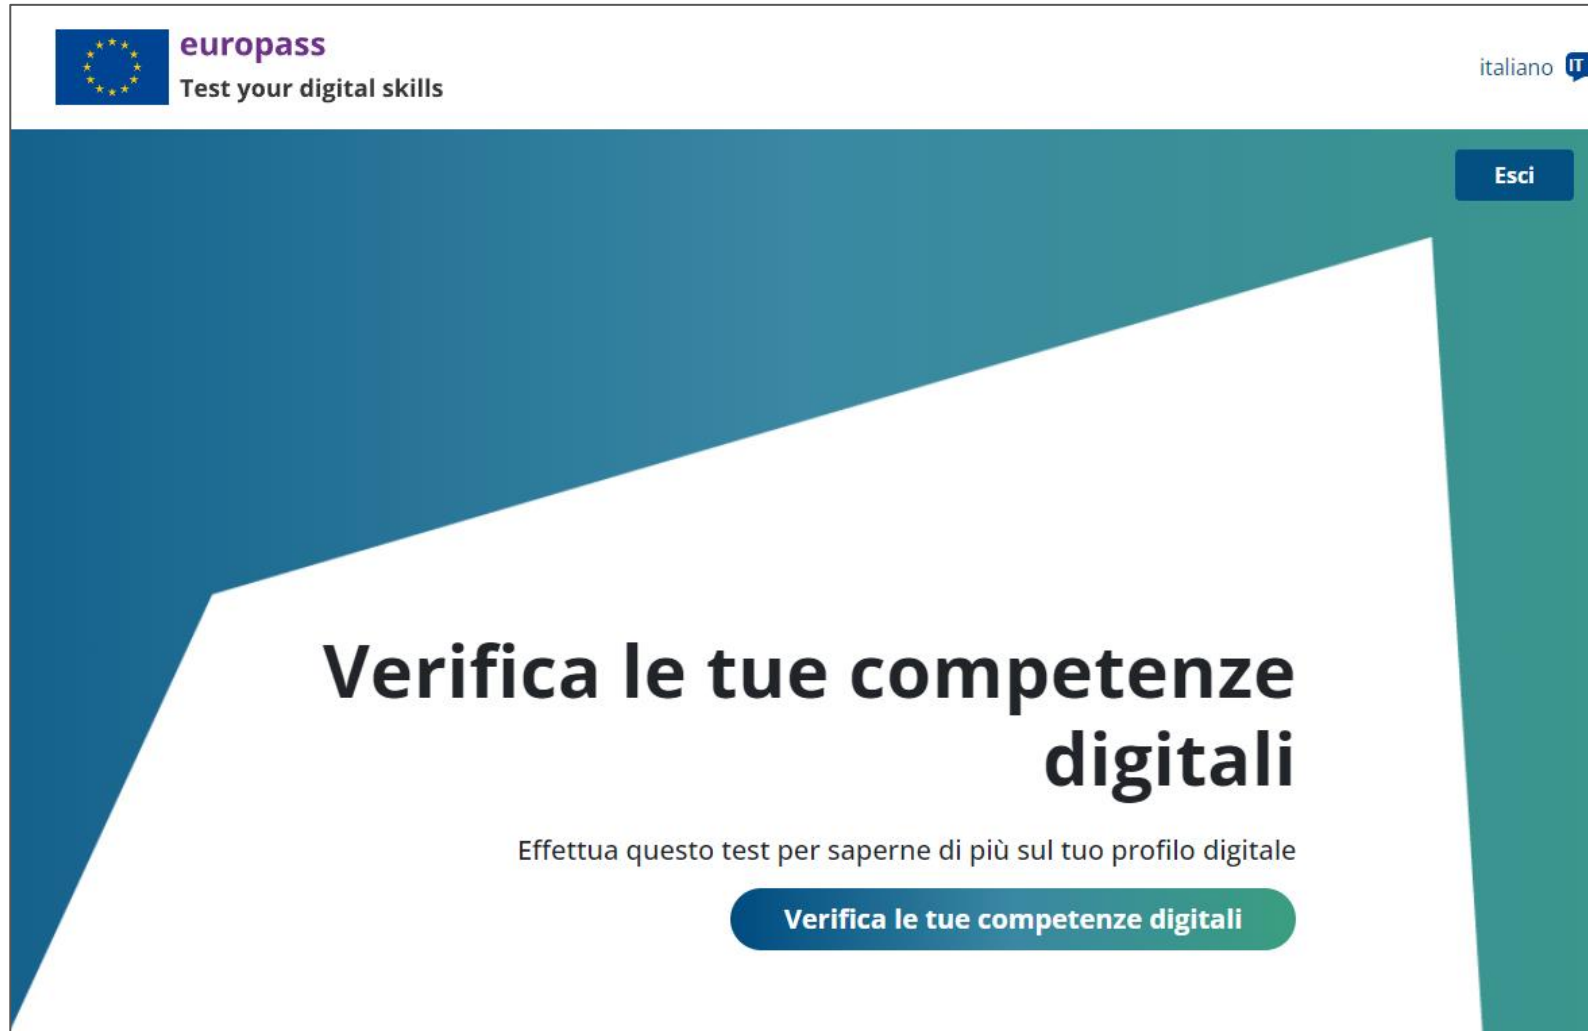 europass
Test your digital skills
italiano IT
Esci
Verifica le tue competenze
digitali
Effettua questo test per saperne di più sul tuo profilo digitale
Verifica le tue competenze digitali